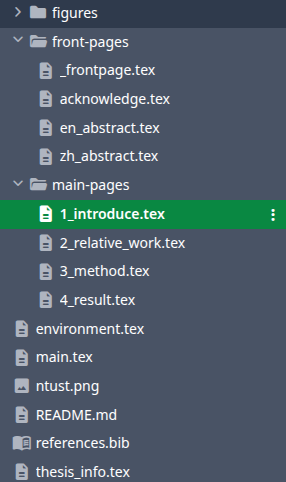 figures
front-pages
_frontpage.tex
acknowledge.tex
en_abstract.tex
zh_abstract.tex
main-pages
1_introduce.tex
2_relative_work.tex
3_method.tex
4_result.tex
environment.tex
main.tex
ntust.png
README.md
references.bib
thesis_info.tex